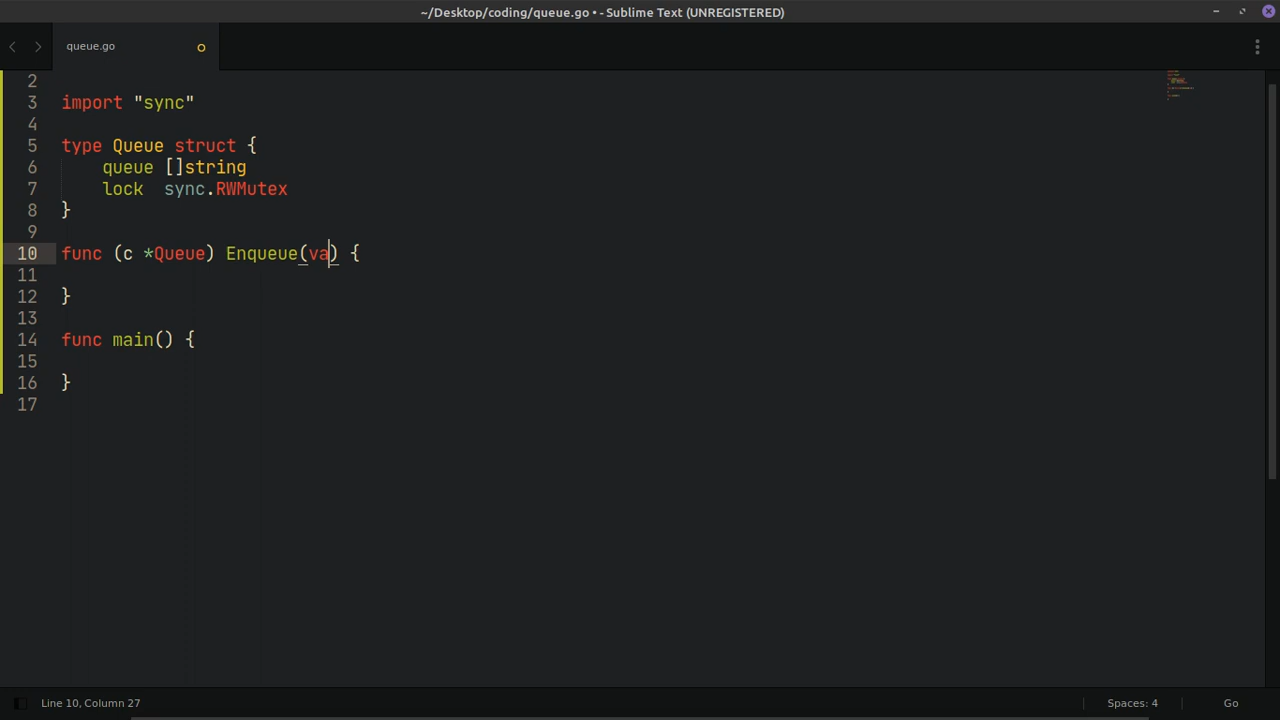 ~/Desktop/coding/queue.go • - Sublime Text (UNREGISTERED)
queue.go
2
3 import "sync"
4
5 type Queue struct {
6     queue []string
7     lock  sync.RWMutex
8 }
9
10 func (c *Queue) Enqueue(va) {
11
12 }
13
14 func main() {
15
16 }
17
Line 10, Column 27
Spaces: 4
Go